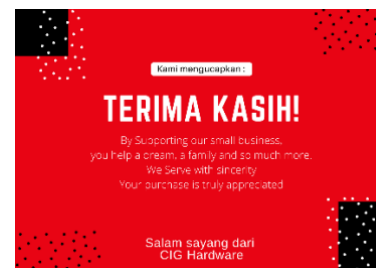 Kami mengucapkan :
TERIMA KASIH!
By Supporting our small business,
you help a dream, a family and so much more.
We Serve with sincerity
Your purchase is truly appreciated
Salam sayang dari
CIG Hardware